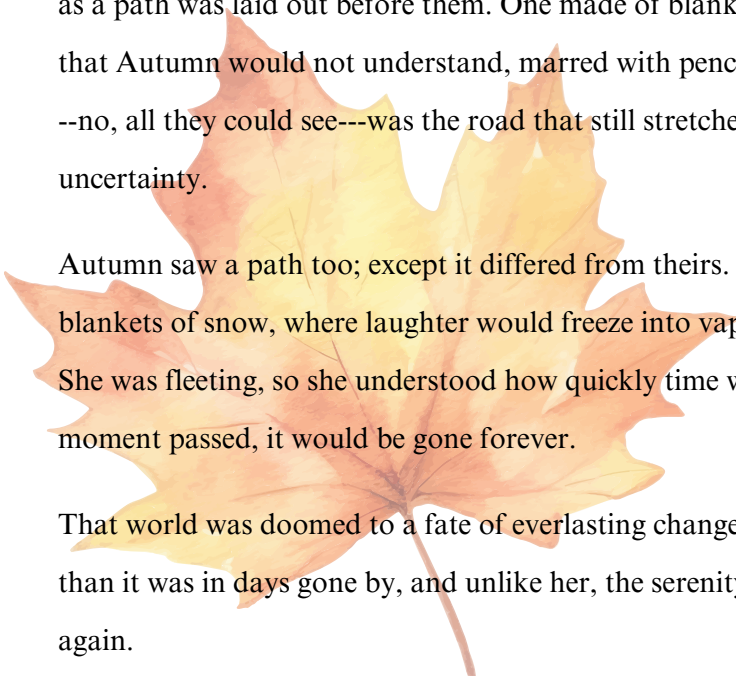 as a path was laid out before them. One made of blank
that Autumn would not understand, marred with penc
--no, all they could see---was the road that still stretche
uncertainty.
Autumn saw a path too; except it differed from theirs.
blankets of snow, where laughter would freeze into vap
She was fleeting, so she understood how quickly time w
moment passed, it would be gone forever.
That world was doomed to a fate of everlasting change
than it was in days gone by, and unlike her, the serenity
again.